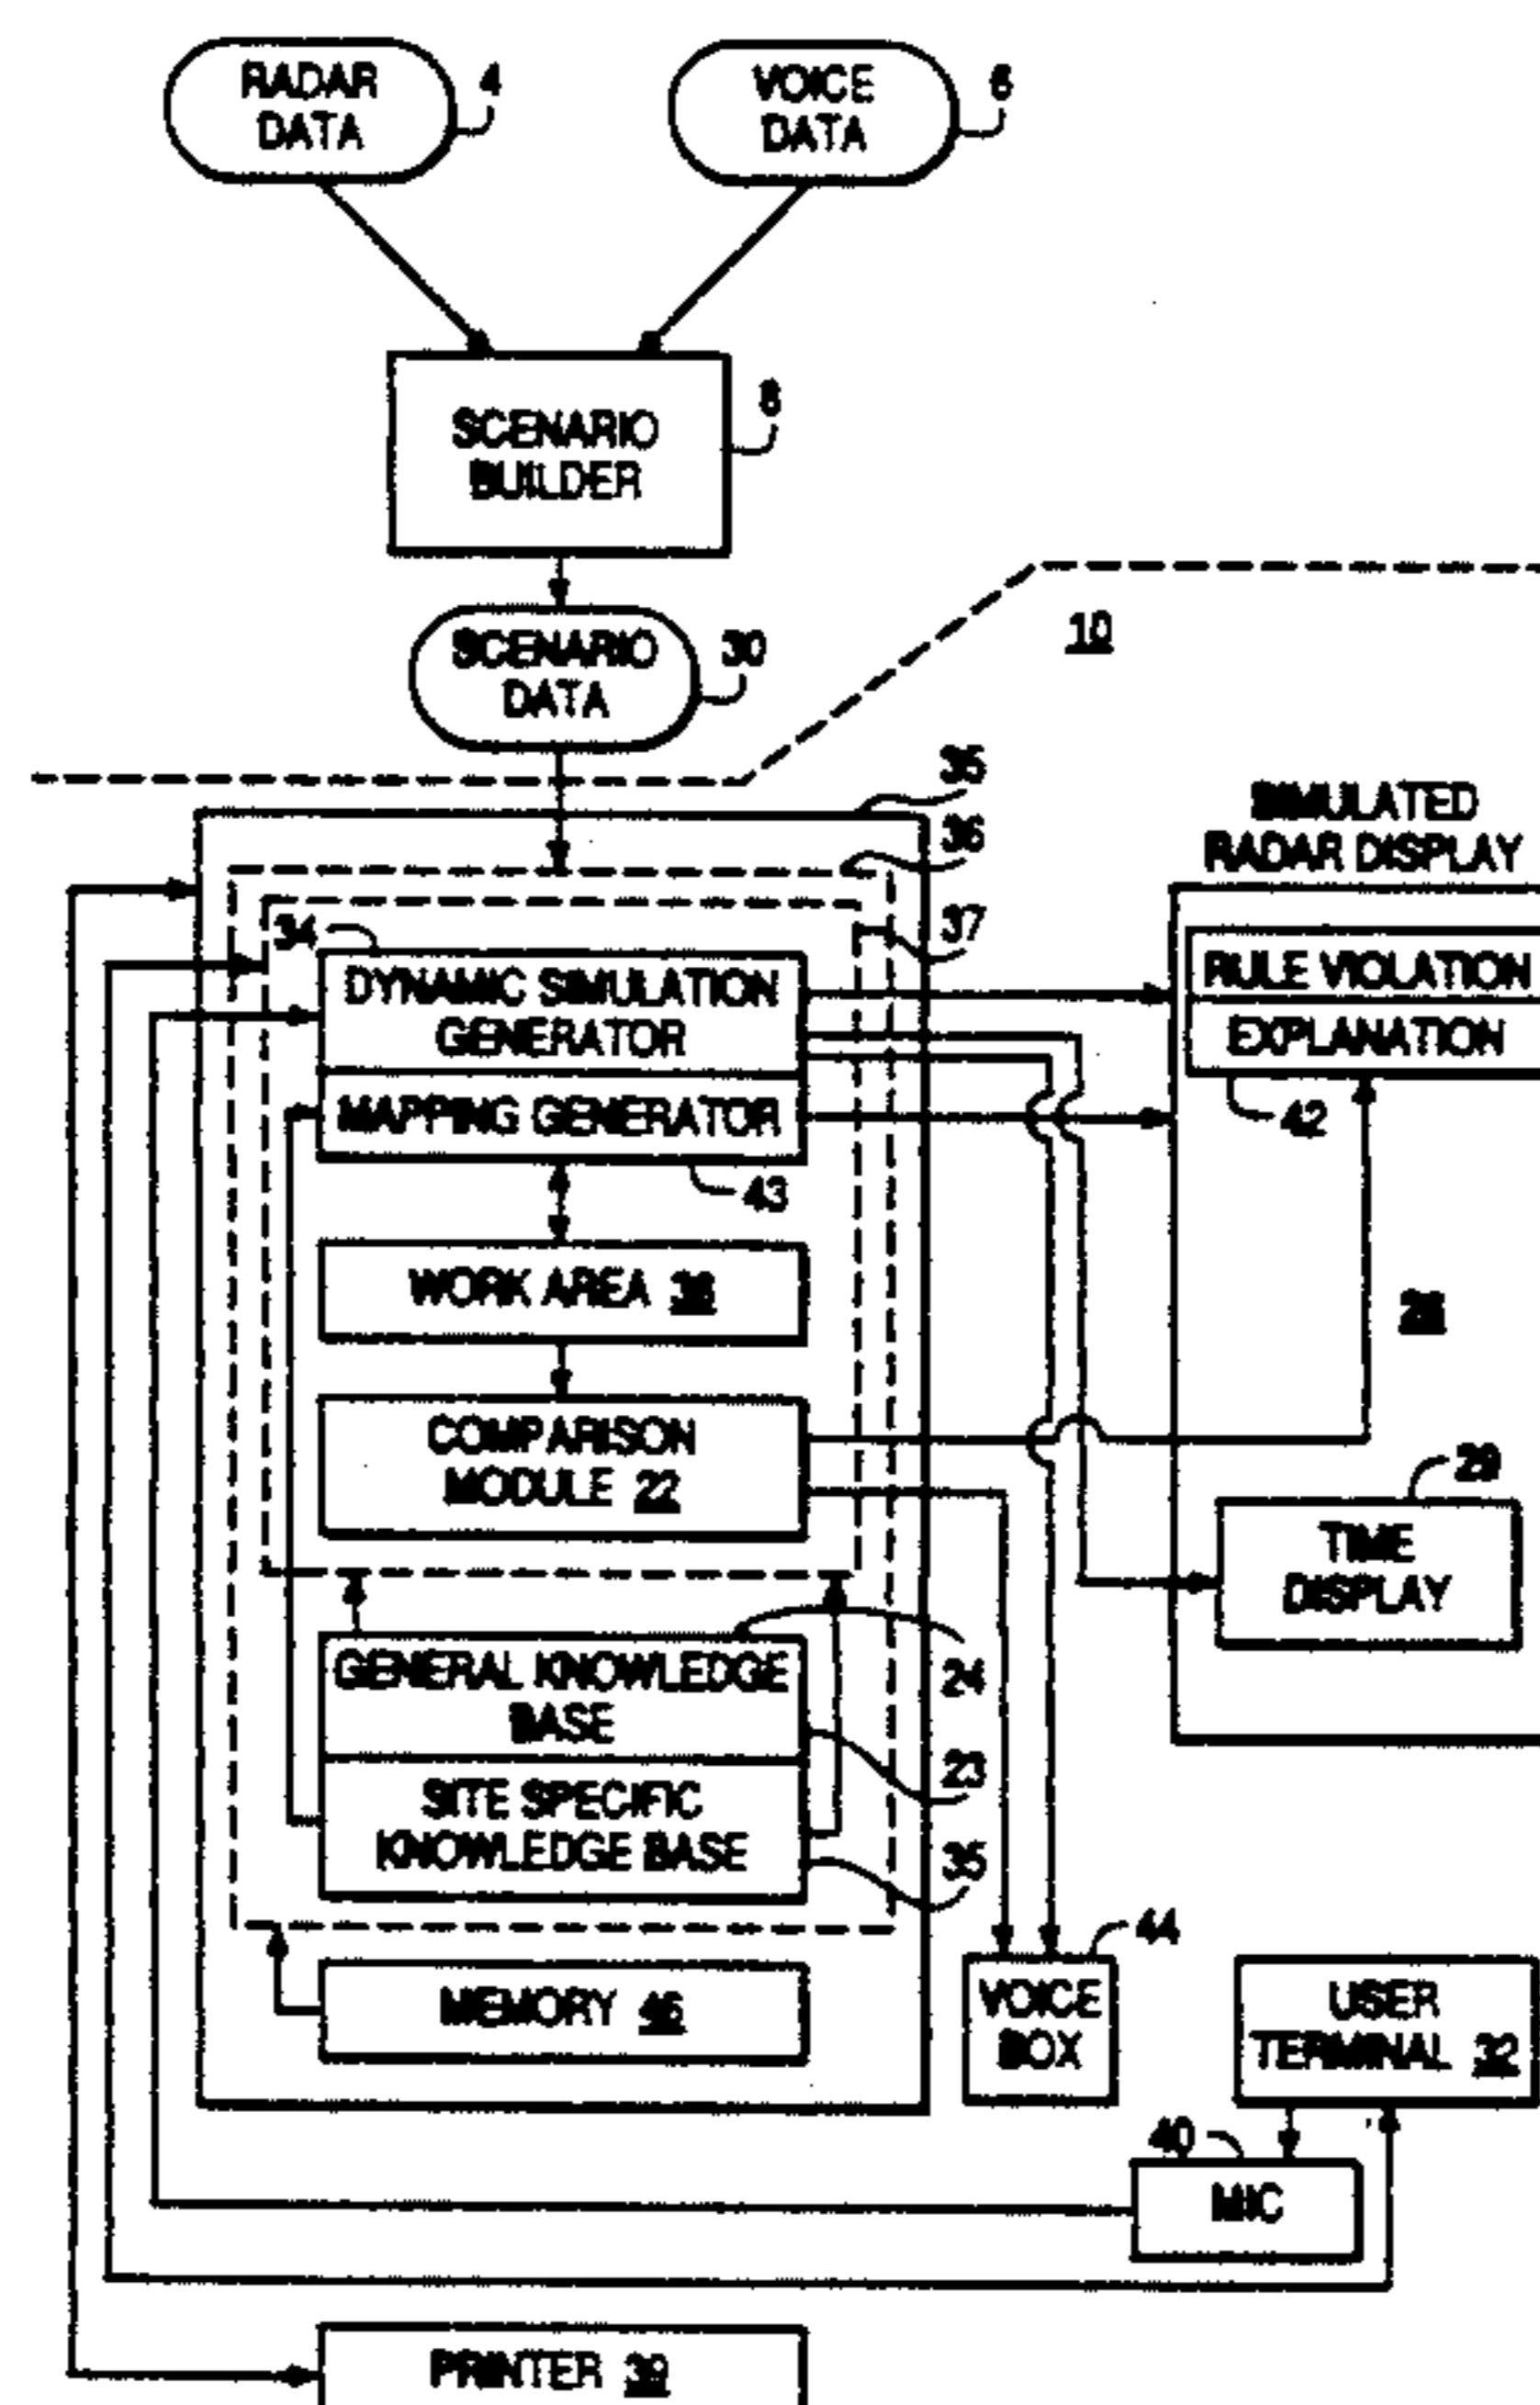 RADAR
DATA
4
VOICE
DATA
6
SCENARIO
BUILDER
8
SCENARIO
DATA
30
10
36
SIMULATED
RADAR DISPLAY
37
34
DYNAMIC SIMULATION
GENERATOR
RULE VIOLATION
EXPLANATION
MAPPING GENERATOR
42
43
WORK AREA 38
COMPARISON
MODULE 22
29
TIME
DISPLAY
GENERAL KNOWLEDGE
BASE
24
23
SITE SPECIFIC
KNOWLEDGE BASE
35
44
MEMORY 46
VOICE
BOX
USER
TERMINAL 32
40
MIC
PRINTER 39